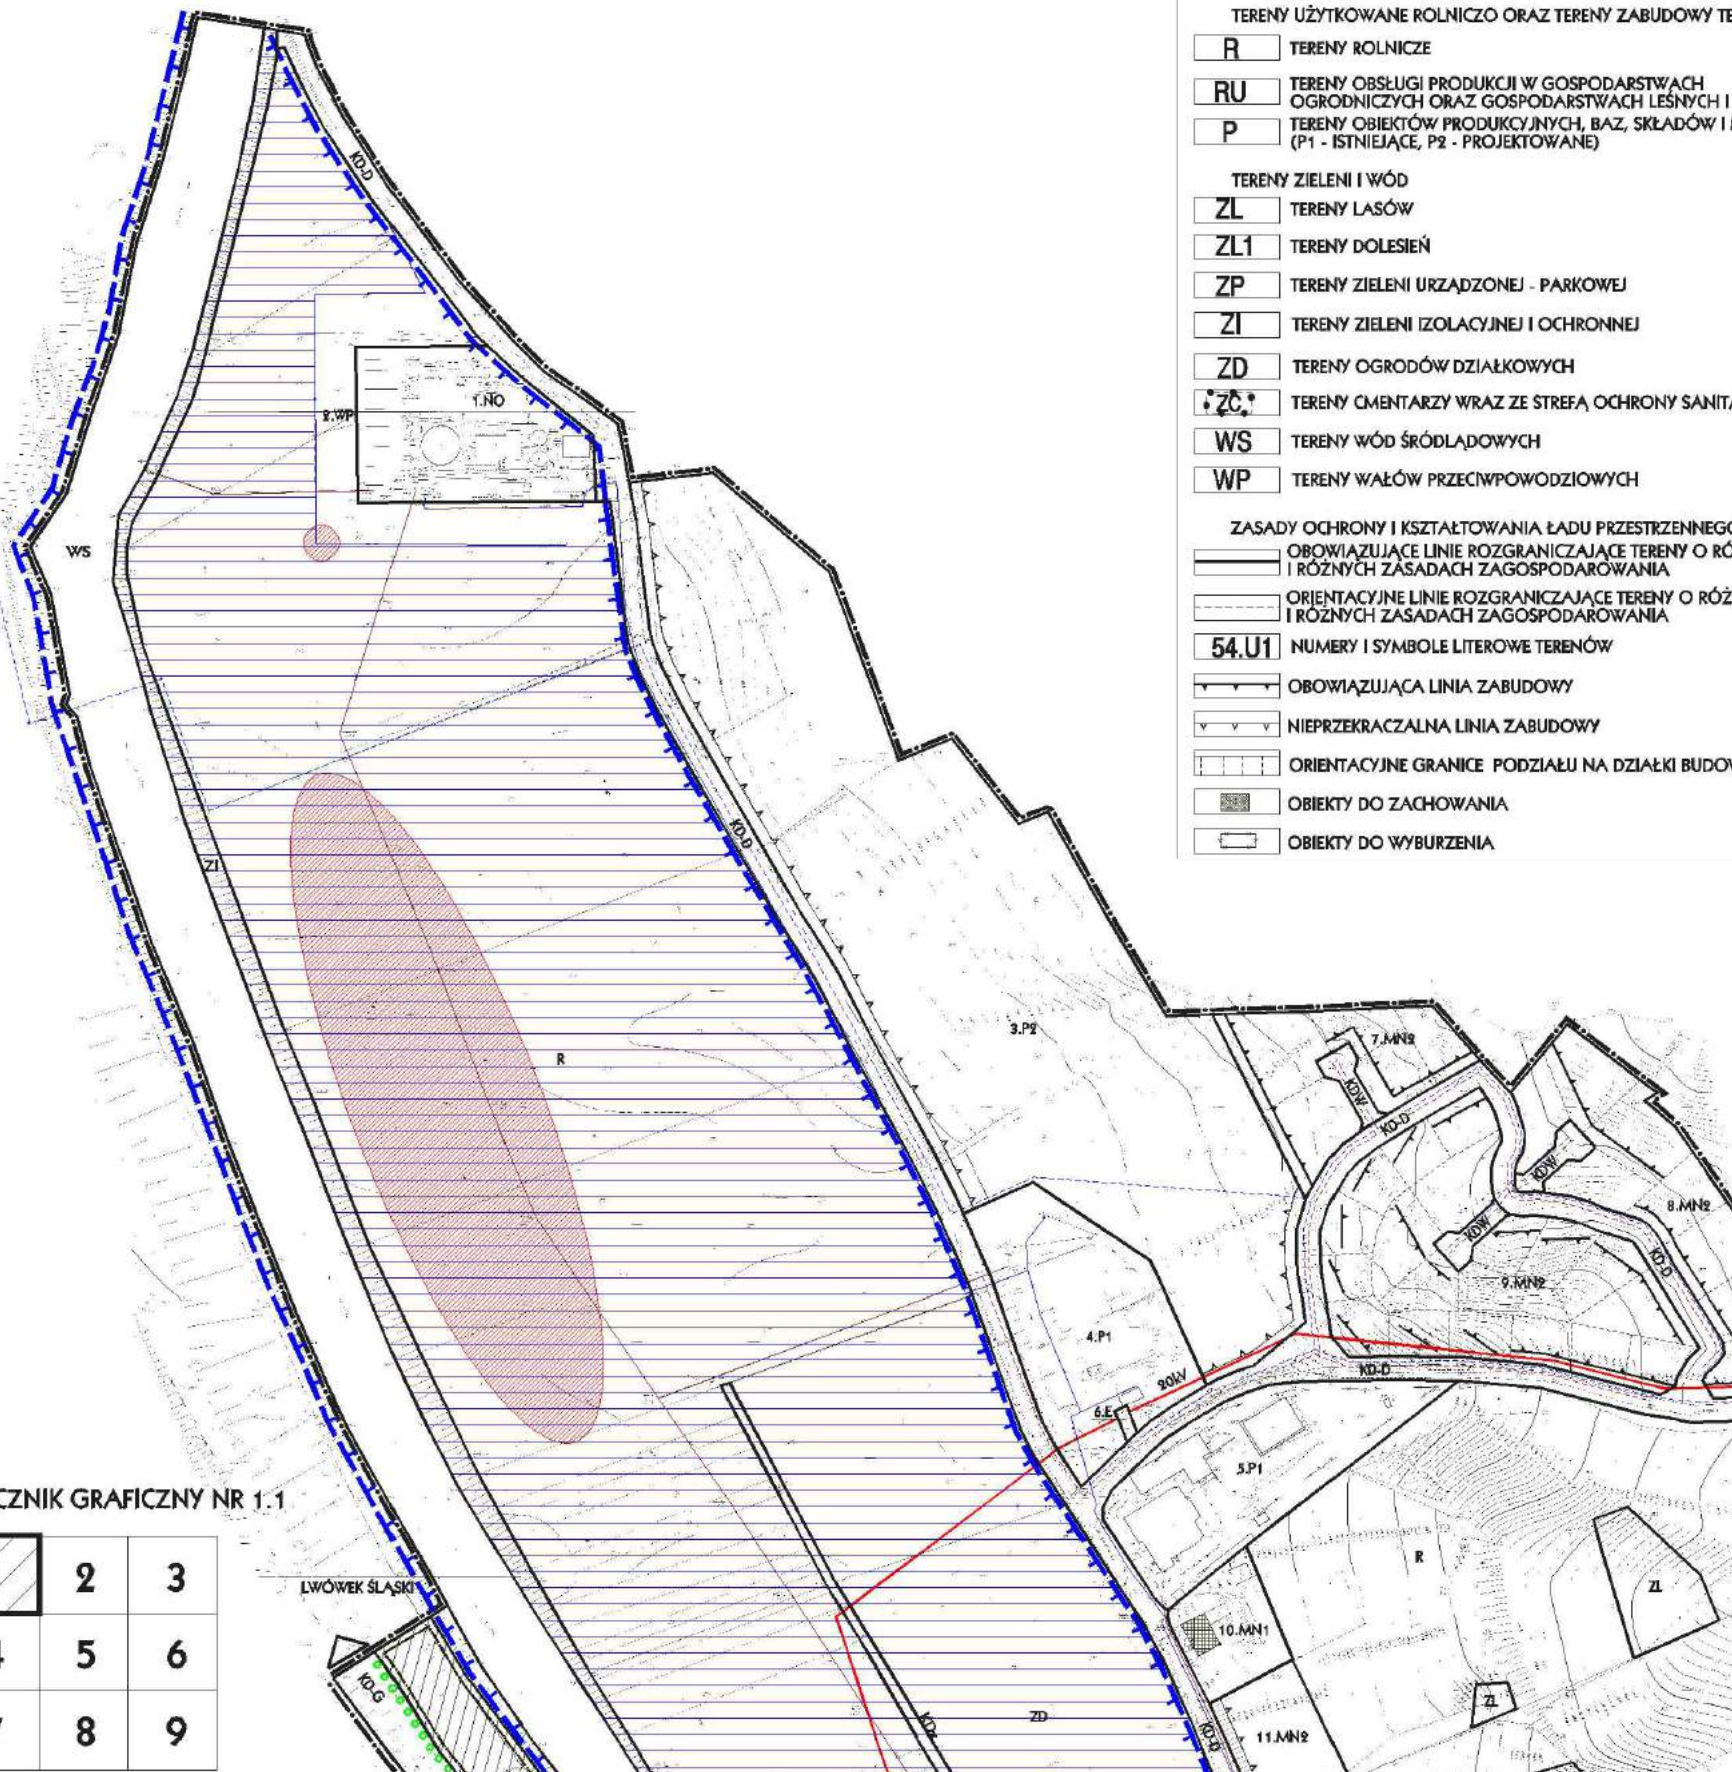 TERENY UŻYTKOWANE ROLNICZO ORAZ TERENY ZABUDOWY
R TERENY ROLNICZE
RU TERENY OBSŁUGI PRODUKCJI W GOSPODARSTWACH
OGRODNICZYCH ORAZ GOSPODARSTWACH LEŚNYCH I
P TERENY OBIEKTÓW PRODUKCYJNYCH, BAZ, SKŁADÓW I
(P1 - ISTNIEJĄCE, P2 - PROJEKTOWANE)
TERENY ZIELENI I WÓD
ZL TERENY LASÓW
ZL1 TERENY DOLESIEŃ
ZP TERENY ZIELENI URZĄDZONEJ - PARKOWEJ
ZI TERENY ZIELENI IZOLACYJNEJ I OCHRONNEJ
ZD TERENY OGRODÓW DZIAŁKOWYCH
ZC TERENY CMENTARZY WRAZ ZE STREFĄ OCHRONY SANITA
WS TERENY WÓD ŚRÓDLĄDOWYCH
WP TERENY WAŁÓW PRZECIWPOWODZIOWYCH
ZASADY OCHRONY I KSZTAŁTOWANIA ŁADU PRZESTRZENNEGO
OBOWIĄZUJĄCE LINIE ROZGRANICZAJĄCE TERENY O RÓ
I RÓŻNYCH ZASADACH ZAGOSPODAROWANIA
ORIENTACYJNE LINIE ROZGRANICZAJĄCE TERENY O RÓŻ
I RÓŻNYCH ZASADACH ZAGOSPODAROWANIA
54.U1 NUMERY I SYMBOLE LITEROWE TERENÓW
OBOWIĄZUJĄCA LINIA ZABUDOWY
NIEPRZEKRACZALNA LINIA ZABUDOWY
ORIENTACYJNE GRANICE PODZIAŁU NA DZIAŁKI BUDOW
OBIEKTY DO ZACHOWANIA
OBIEKTY DO WYBURZENIA
KD-D
1.NO
2.WP
WS
KD-D
ZI
3.P2
R
7.MN2
KDW
KD-D
KDW
8.MN2
KDW
KD-D
9.MN2
4.P1
KD-D
20kV
6.E
5.P1
CZNIK GRAFICZNY NR 1.1
2 3
5 6
8 9
LWÓWEK ŚLĄSKI
R
ZL
10.MN1
KD-G
ZL
ZD
KD-D
11.MN2